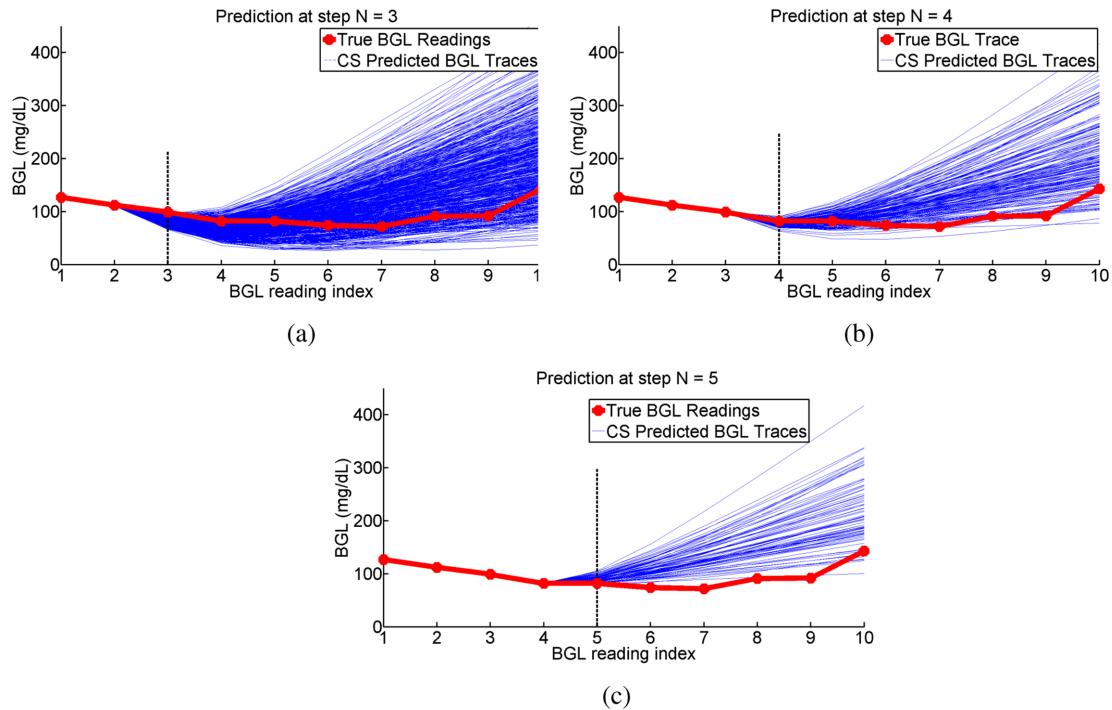 Prediction at step N = 3
True BGL Readings
CS Predicted BGL Traces
BGL (mg/dL)
400
300
200
100
0
1 2 3 4 5 6 7 8 9 1
BGL reading index
(a)
Prediction at step N = 4
True BGL Trace
CS Predicted BGL Traces
BGL (mg/dL)
400
300
200
100
0
1 2 3 4 5 6 7 8 9 10
BGL reading index
(b)
Prediction at step N = 5
True BGL Readings
CS Predicted BGL Traces
BGL (mg/dL)
400
300
200
100
0
1 2 3 4 5 6 7 8 9 10
BGL reading index
(c)